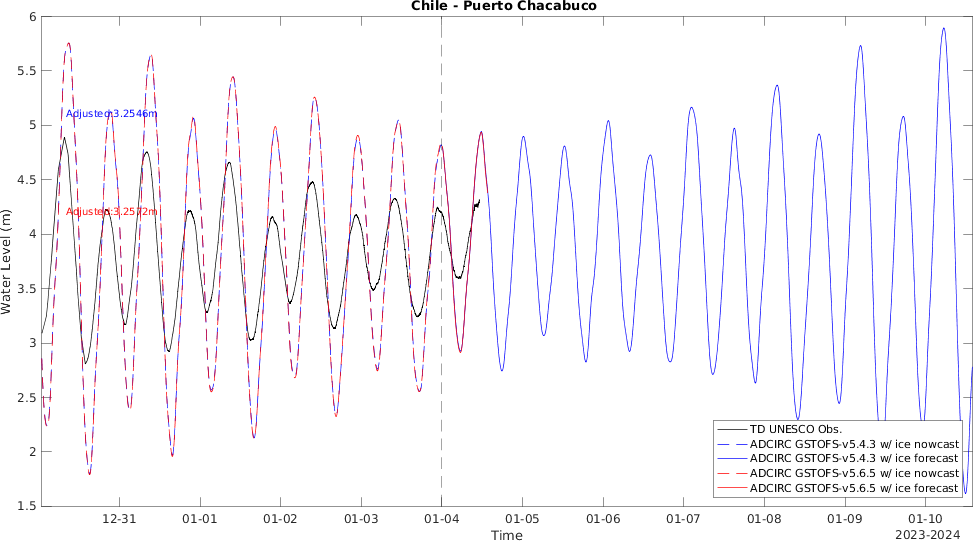 Chile - Puerto Chacabuco
6
5.5
5
4.5
4
3.5
3
2.5
2
1.5
Water Level (m)
Adjusted:3.2546m
Adjusted:3.2572m
TD UNESCO Obs.
ADCIRC GSTOFS-v5.4.3 w/ ice nowcast
ADCIRC GSTOFS-v5.4.3 w/ ice forecast
ADCIRC GSTOFS-v5.6.5 w/ ice nowcast
ADCIRC GSTOFS-v5.6.5 w/ ice forecast
12-31 01-01 01-02 01-03 01-04 01-05 01-06 01-07 01-08 01-09 01-10
Time
2023-2024